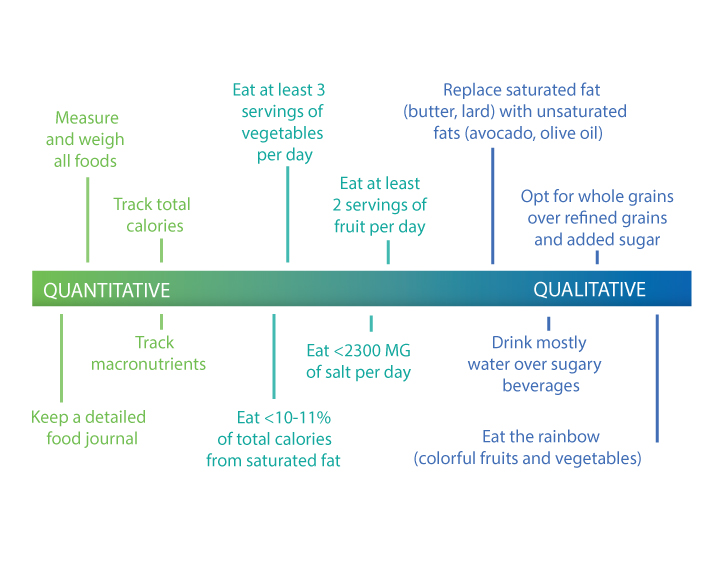 Measure
and weigh
all foods
Track total
calories
Eat at least 3
servings of
vegetables
per day
Eat at least
2 servings of
fruit per day
Replace saturated fat
(butter, lard) with unsaturated
fats (avocado, olive oil)
Opt for whole grains
over refined grains
and added sugar
QUANTITATIVE
QUALITATIVE
Keep a detailed
food journal
Track
macronutrients
Eat <10-11%
of total calories
from saturated fat
Eat <2300 MG
of salt per day
Drink mostly
water over sugary
beverages
Eat the rainbow
(colorful fruits and vegetables)